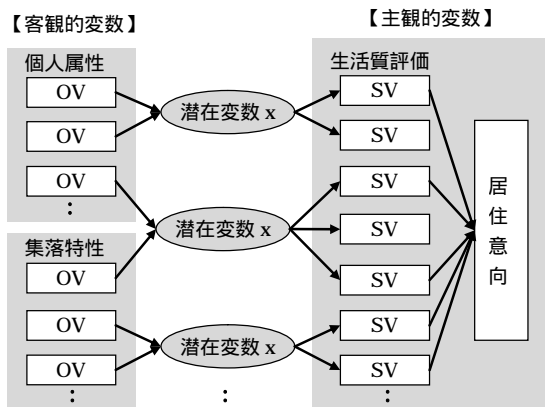 【客観的変数】
【主観的変数】
個人属性
OV
OV
OV
:
集落特性
OV
OV
OV
:
潜在変数 x
潜在変数 x
潜在変数 x
:
生活質評価
SV
SV
SV
SV
SV
SV
SV
:
居住意向